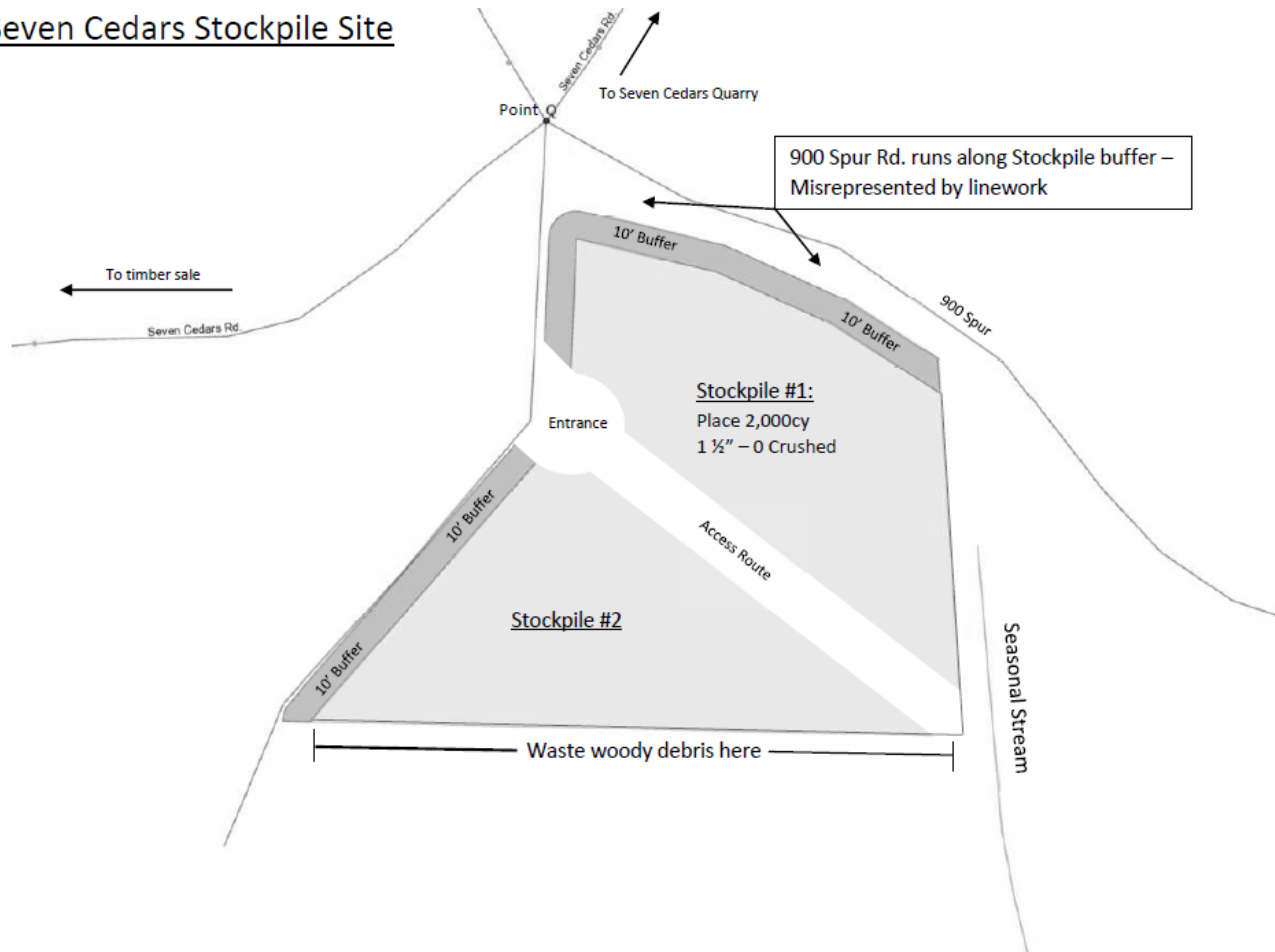 Seven Cedars Stockpile Site
Seven Cedars Rd.
To Seven Cedars Quarry
Point Q
900 Spur Rd. runs along Stockpile buffer –
Misrepresented by linework
10' Buffer
To timber sale
900 Spur
10' Buffer
Seven Cedars Rd.
Stockpile #1:
Place 2,000cy
1 ½" – 0 Crushed
Entrance
10' Buffer
Access Route
Stockpile #2
10' Buffer
Seasonal Stream
Waste woody debris here